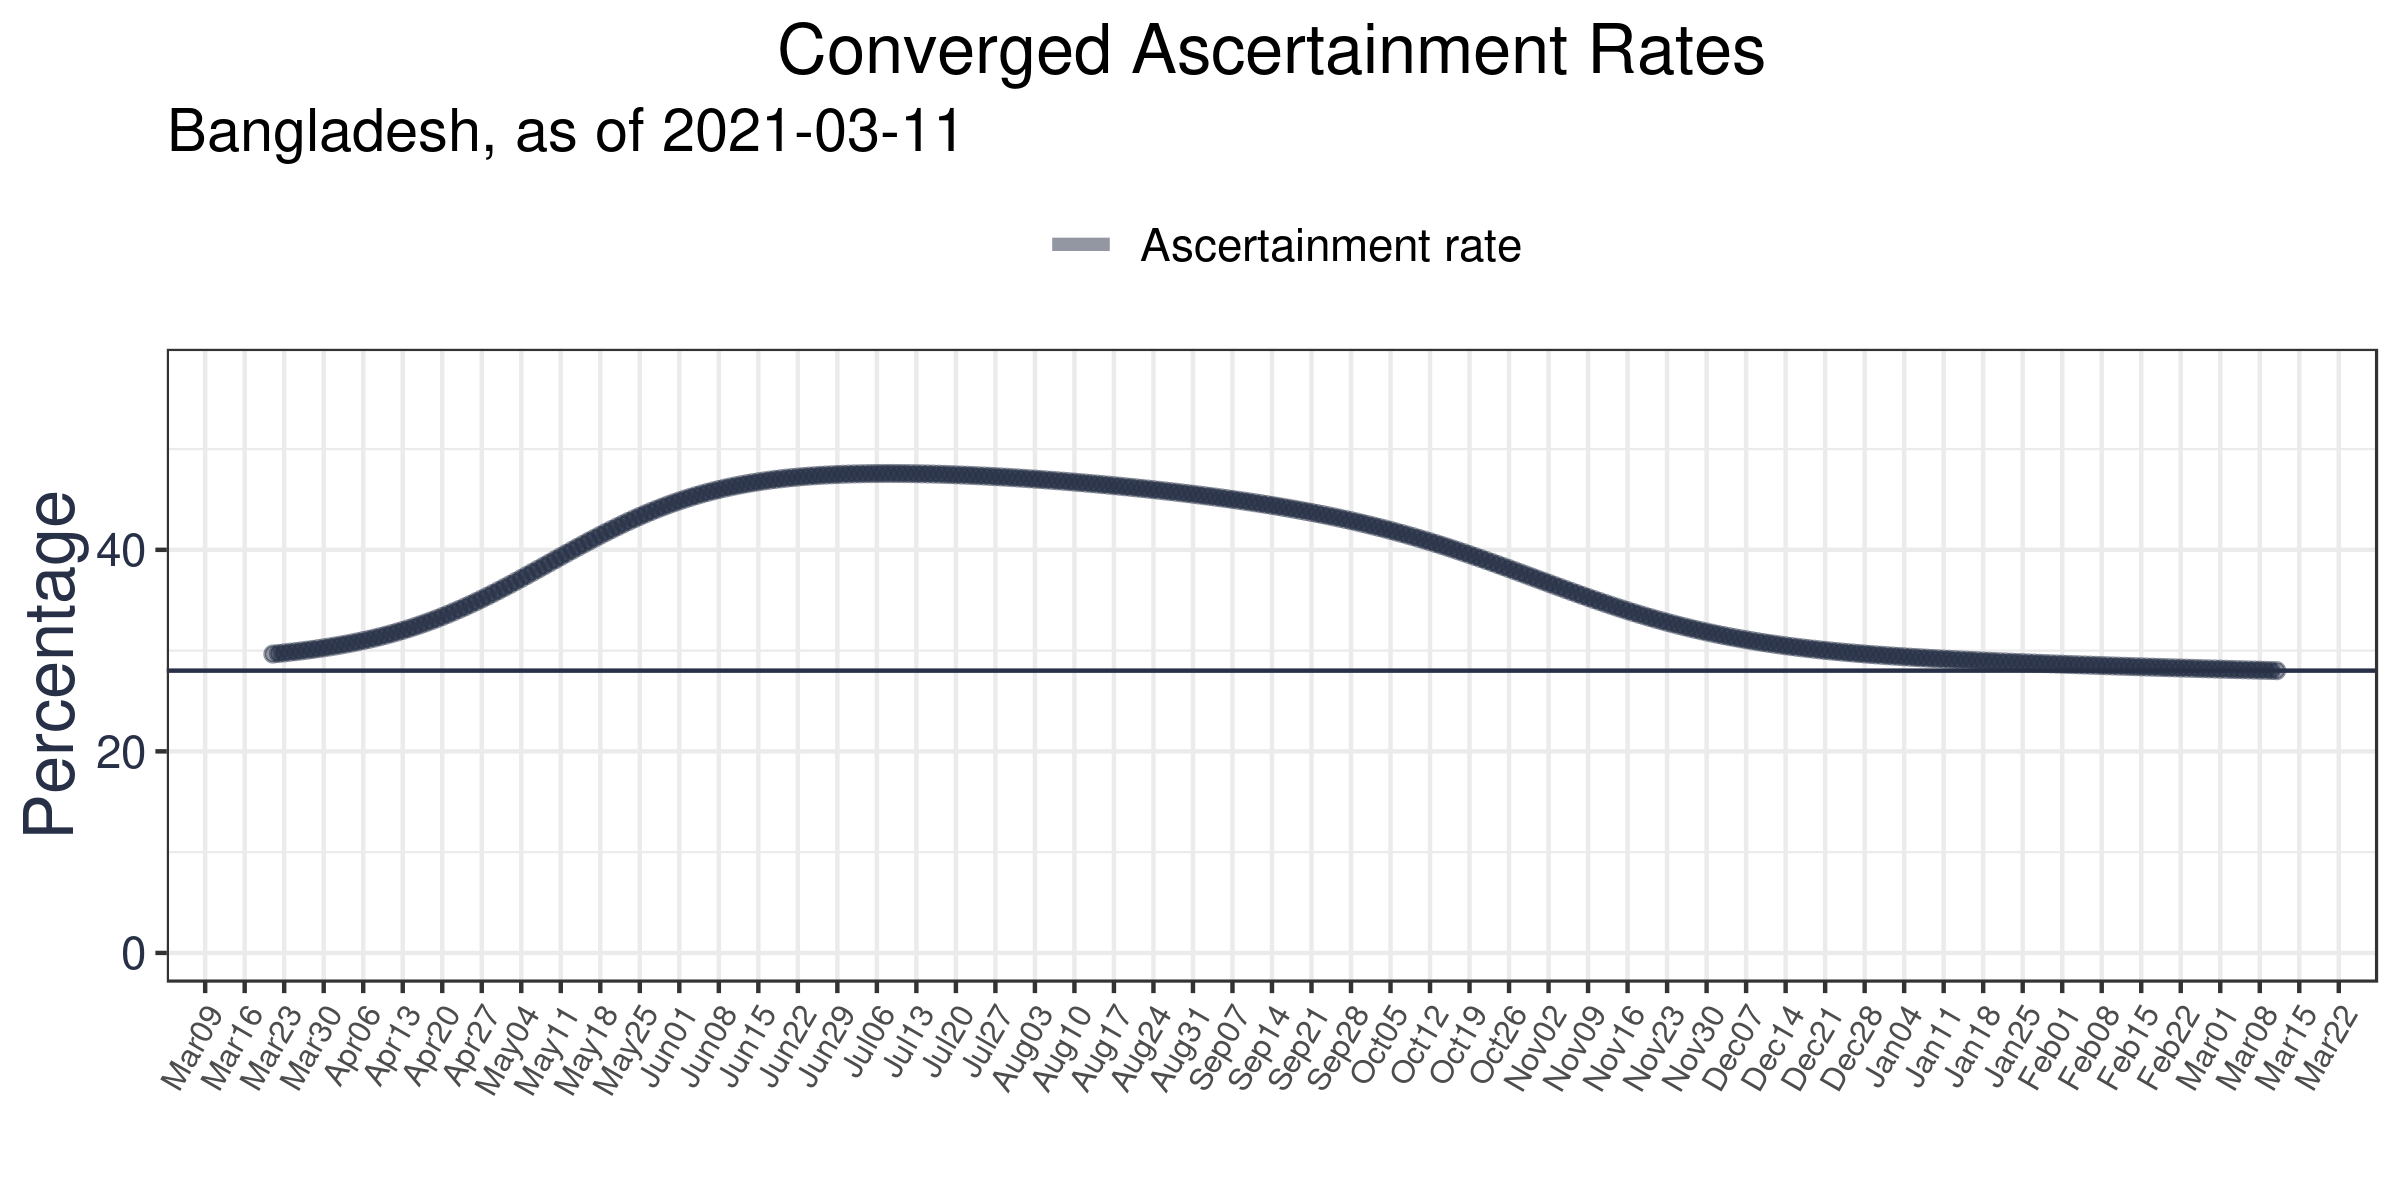 Converged Ascertainment Rates
Bangladesh, as of 2021-03-11
Ascertainment rate
Percentage
40
20
0
Mar09 Mar16 Mar23 Mar30 Apr06 Apr13 Apr20 Apr27 May04 May11 May18 May25 Jun01 Jun08 Jun15 Jun22 Jun29 Jul06 Jul13 Jul20 Jul27 Aug03 Aug10 Aug17 Aug24 Aug31 Sep07 Sep14 Sep21 Sep28 Oct05 Oct12 Oct19 Oct26 Nov02 Nov09 Nov16 Nov23 Nov30 Dec07 Dec14 Dec21 Dec28 Jan04 Jan11 Jan18 Jan25 Feb01 Feb08 Feb15 Feb22 Mar01 Mar08 Mar15 Mar22